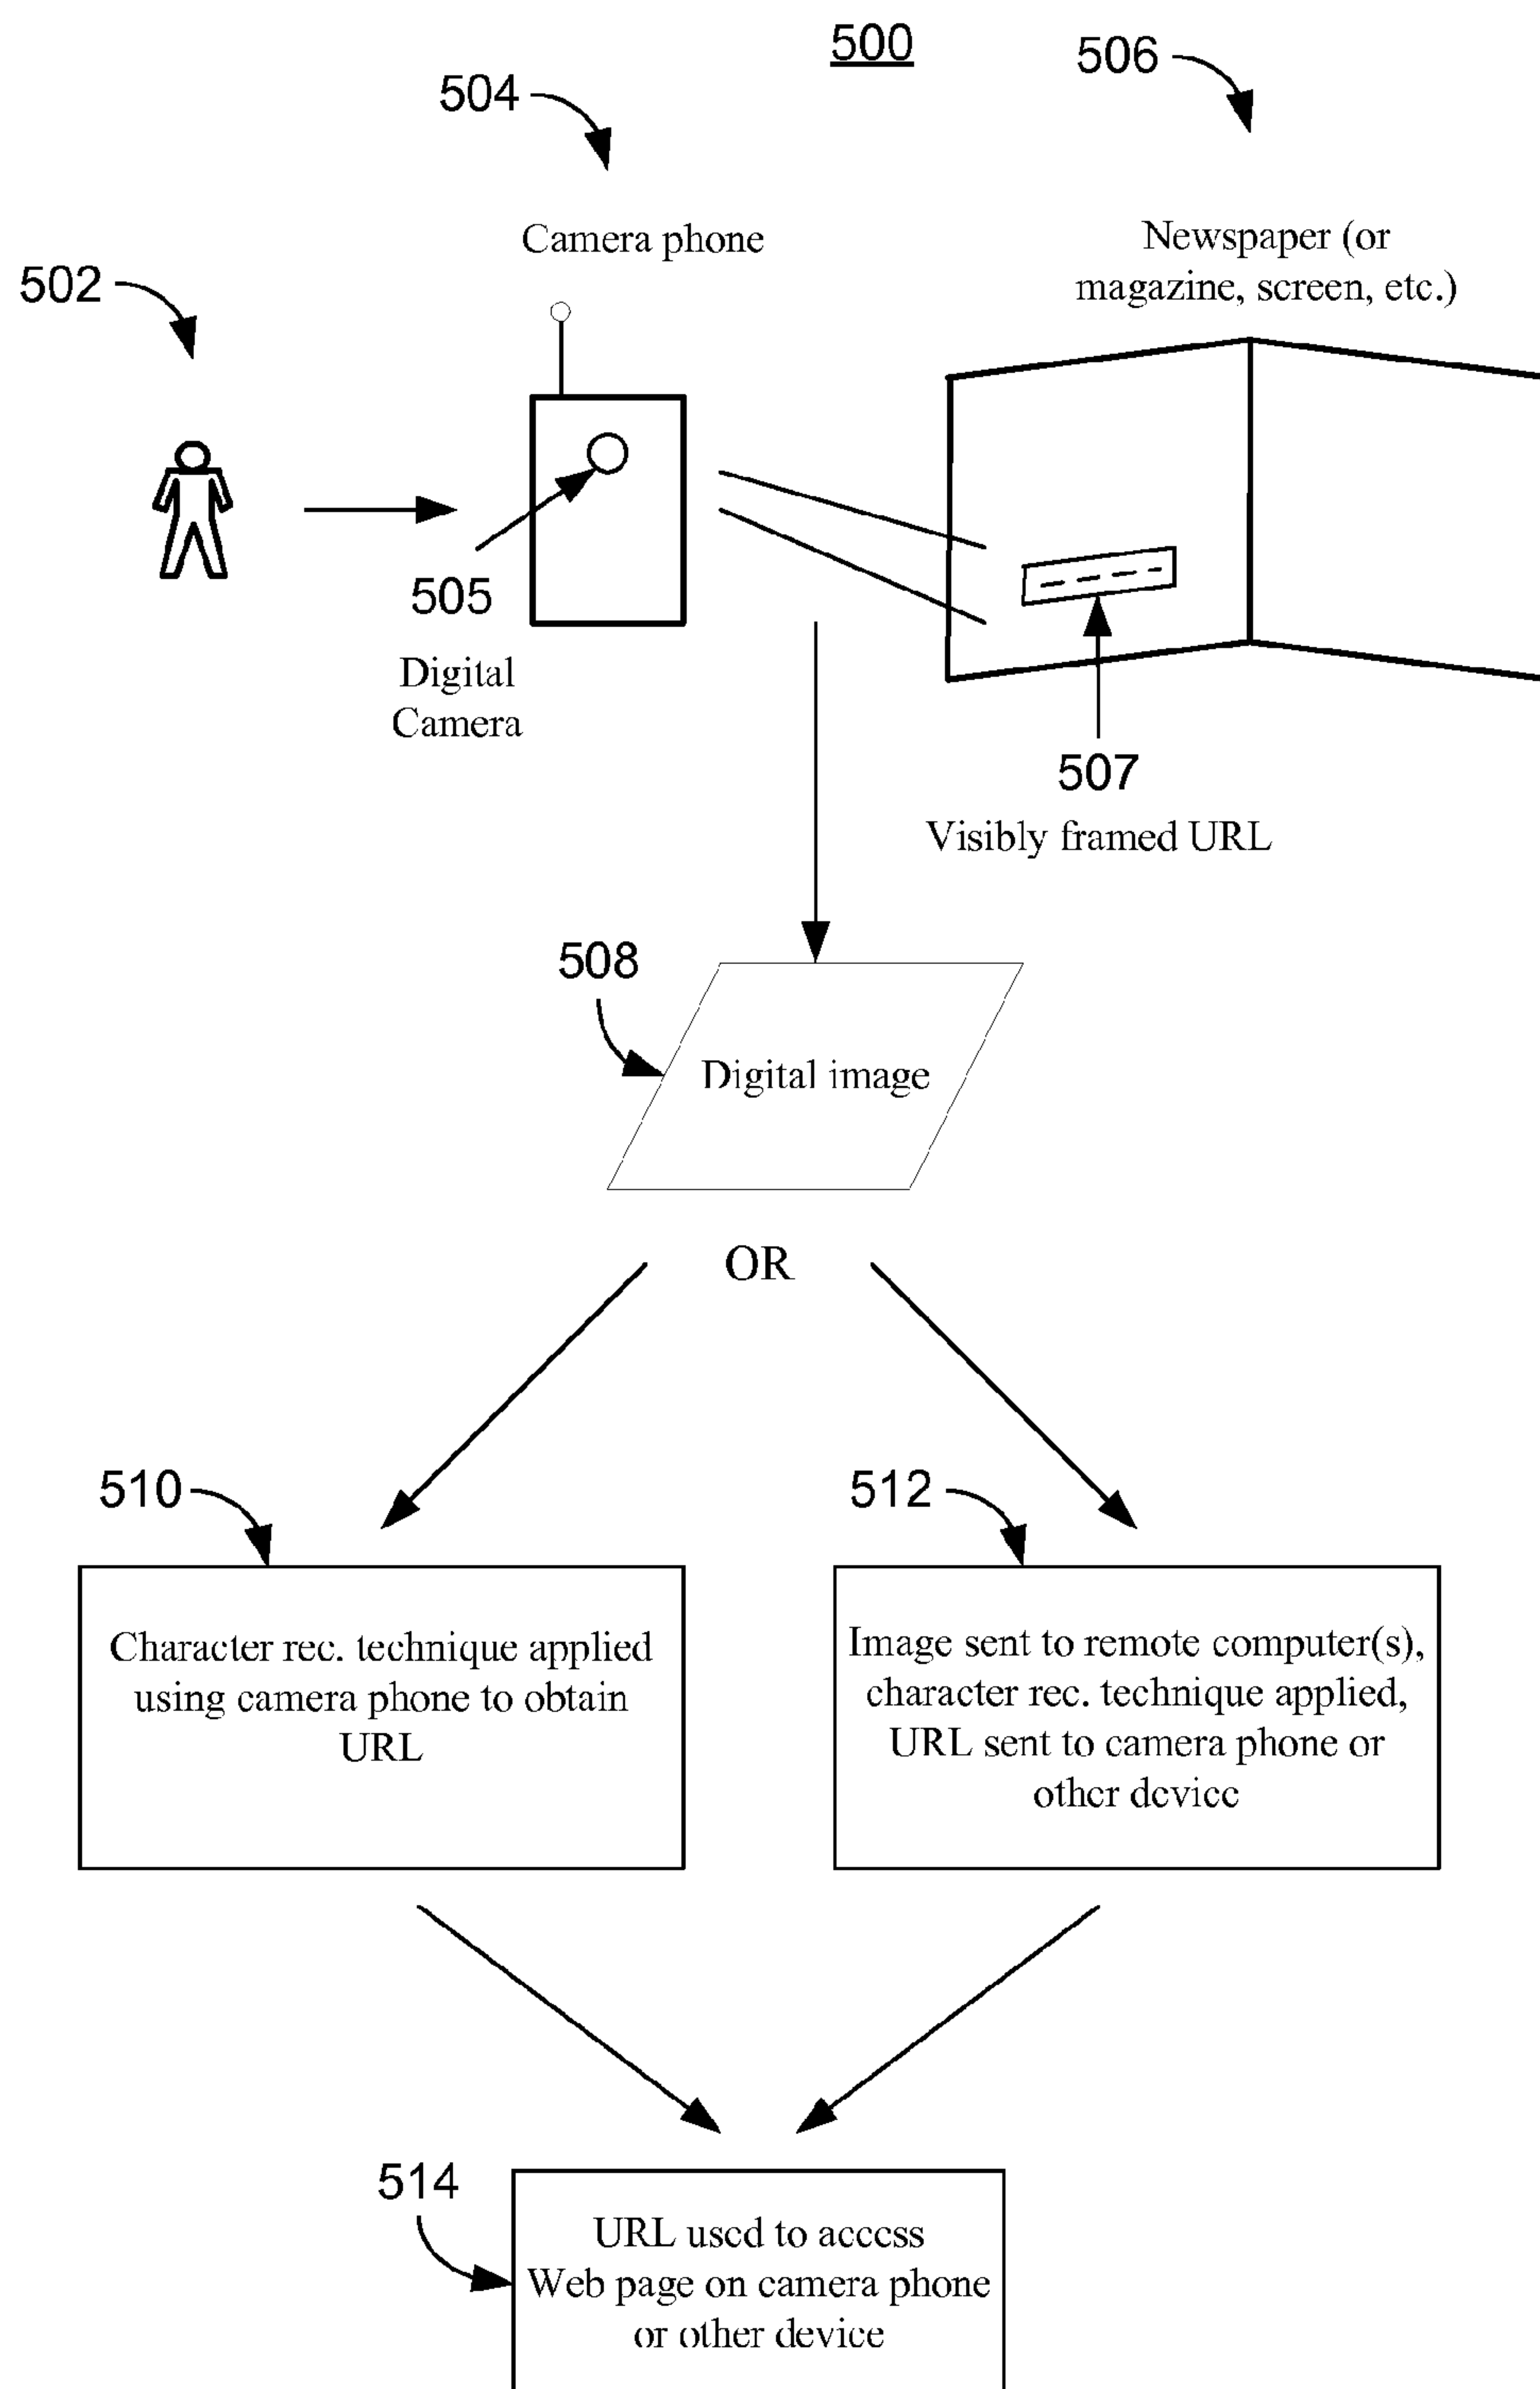 500
506
504
Camera phone
Newspaper (or
magazine, screen, etc.)
502
505
Digital
Camera
507
Visibly framed URL
508
Digital image
OR
510
512
Character rec. technique applied
using camera phone to obtain
URL
Image sent to remote computer(s),
character rec. technique applied,
URL sent to camera phone or
other device
514
URL used to access
Web page on camera phone
or other device